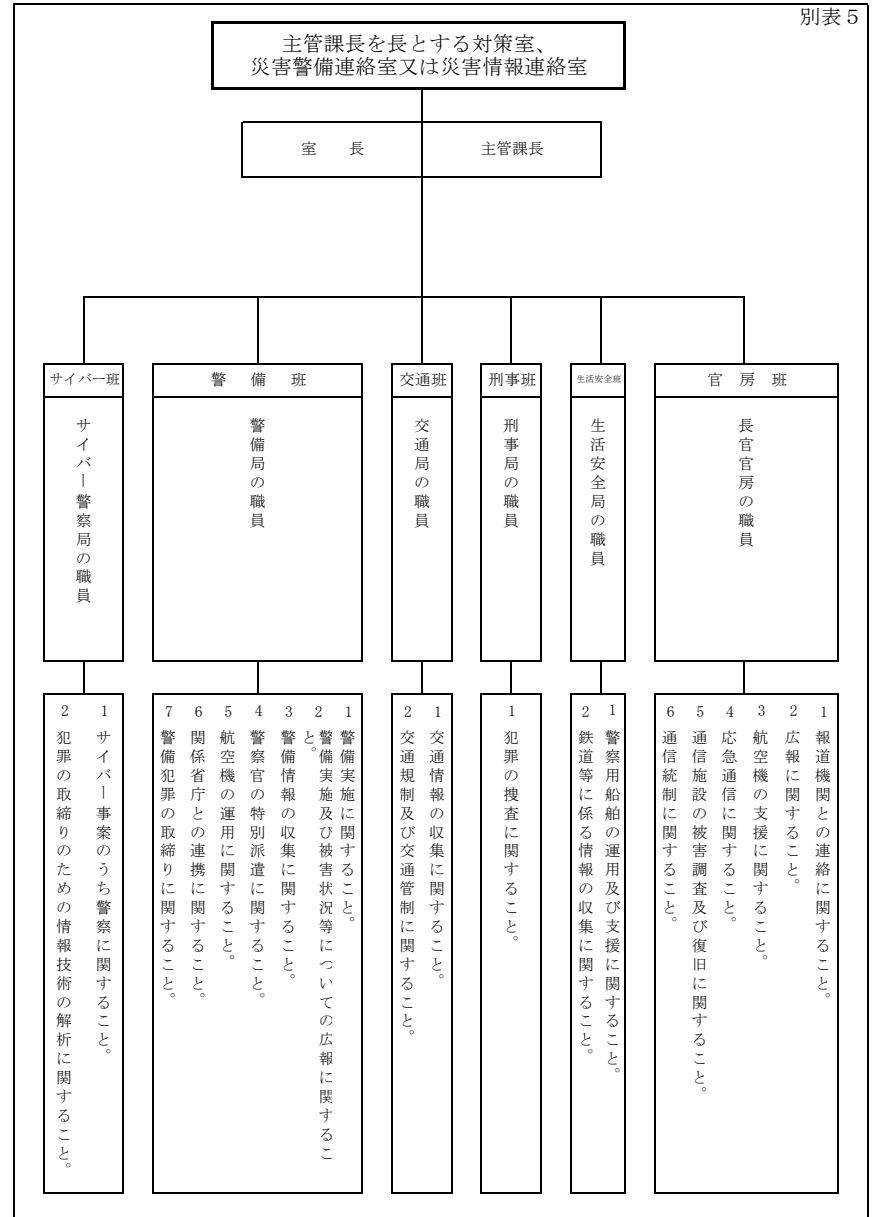 別表５
主管課長を長とする対策室、
災害警備連絡室又は災害情報連絡室
室　長
主管課長
官　房　班
長官官房の職員
1 報道機関との連絡に関すること。
2 広報に関すること。
3 航空機の支援に関すること。
4 応急通信に関すること。
5 通信施設の被害調査及び復旧に関すること。
6 通信統制に関すること。
生活安全班
生活安全局の職員
1 警察用船舶の運用及び支援に関すること。
2 鉄道等に係る情報の収集に関すること。
刑事班
刑事局の職員
1 犯罪の捜査に関すること。
交通班
交通局の職員
1 交通情報の収集に関すること。
2 交通規制及び交通管制に関すること。
警　備　班
警備局の職員
1 警備実施に関すること。
2 警備実施及び被害状況等についての広報に関するこ
と。
3 警備情報の収集に関すること。
4 警察官の特別派遣に関すること。
5 航空機の運用に関すること。
6 関係省庁との連携に関すること。
7 警備犯罪の取締りに関すること。
サイバー班
サイバー警察局の職員
1 サイバー事案のうち警察に関すること。
2 犯罪の取締りのための情報技術の解析に関すること。